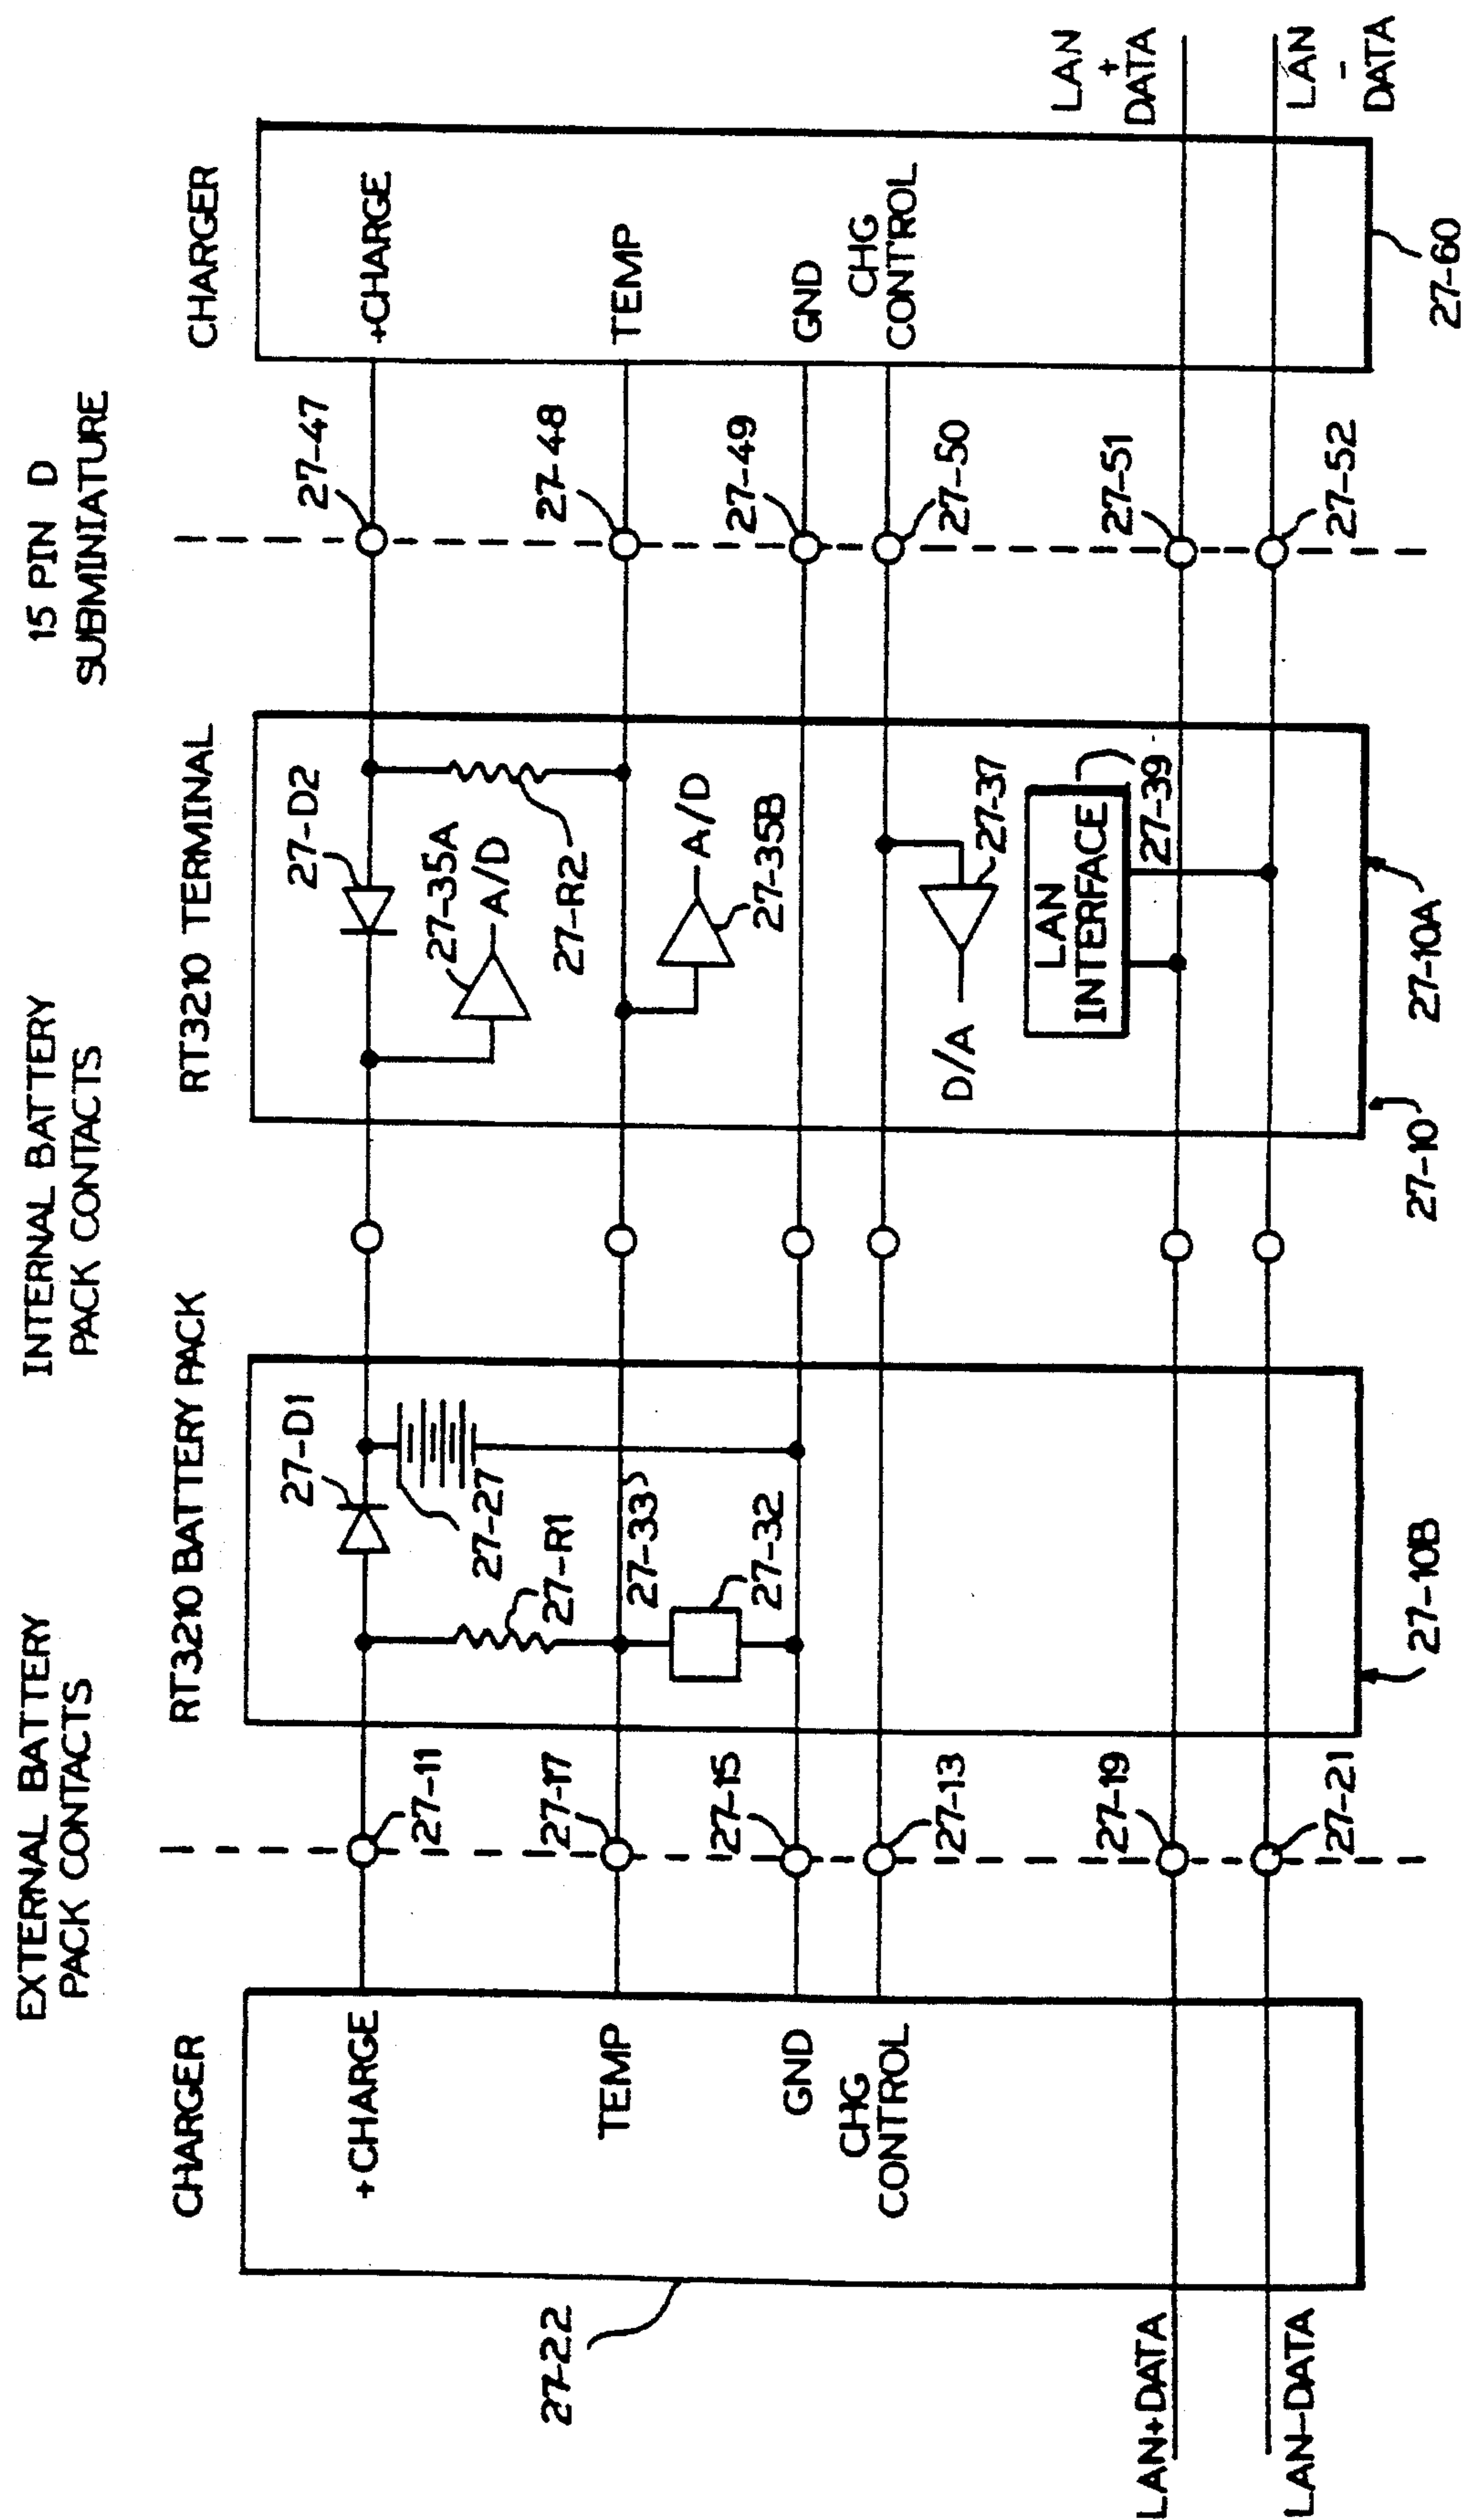 EXTERNAL BATTERY
PACK CONTACTS
INTERNAL BATTERY
PACK CONTACTS
15 PIN D
SUBMINIATURE
CHARGER
RT3210 BATTERY PACK
RT3210 TERMINAL
CHARGER
+CHARGE
TEMP
GND
CHG
CONTROL
27-22
LAN+DATA
LAN-DATA
27-11
27-17
27-15
27-13
27-19
27-21
27-D1
27-27
27-R1
27-33
27-32
27-10B
27-D2
27-35A
A/D
27-R2
A/D
27-35B
27-37
D/A
LAN
INTERFACE
27-39
27-10
27-10A
27-47
27-48
27-49
27-50
27-51
27-52
+CHARGE
TEMP
GND
CHG
CONTROL
27-60
LAN
+
DATA
LAN
-
DATA